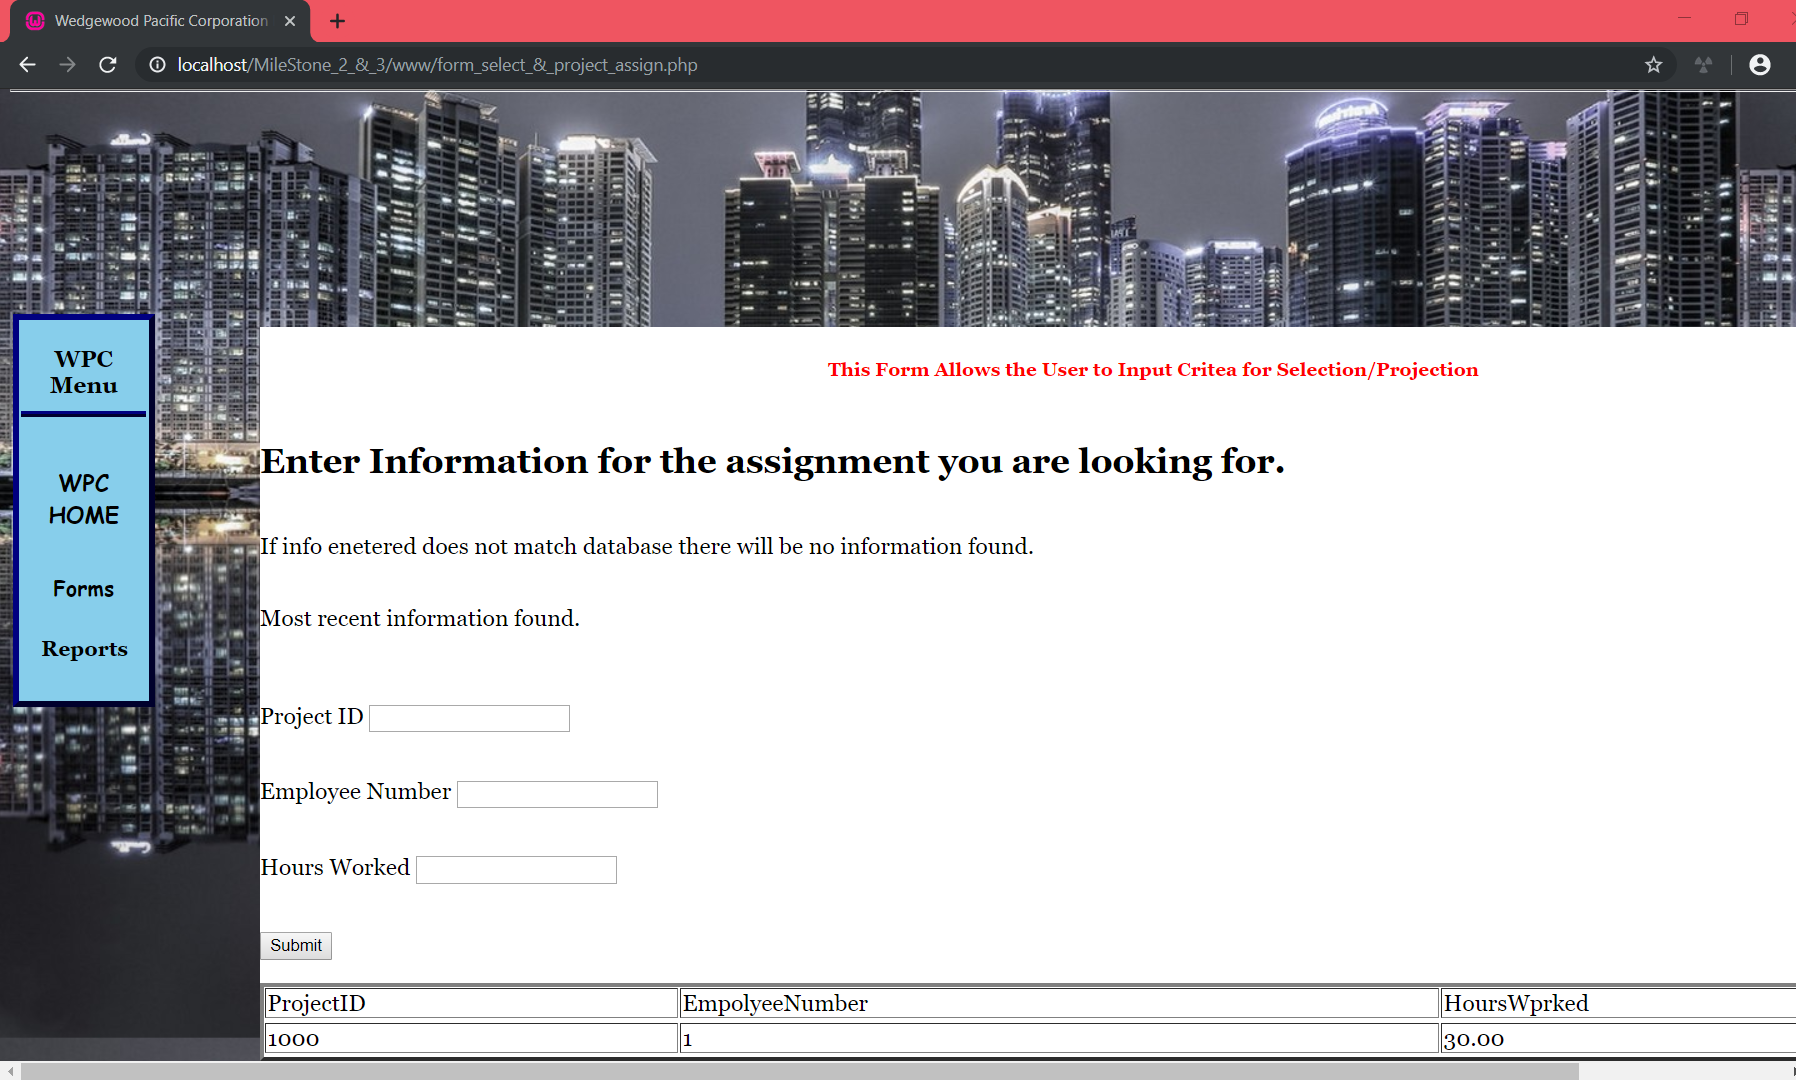 Wedgewood Pacific Corporation
localhost/MileStone_2_&_3/www/form_select_&_project_assign.php
This Form Allows the User to Input Critea for Selection/Projection
WPC
Menu
WPC
HOME
Forms
Reports
Enter Information for the assignment you are looking for.
If info enetered does not match database there will be no information found.
Most recent information found.
Project ID
Employee Number
Hours Worked
Submit
ProjectID EmpolyeeNumber HoursWprked
1000 1 30.00